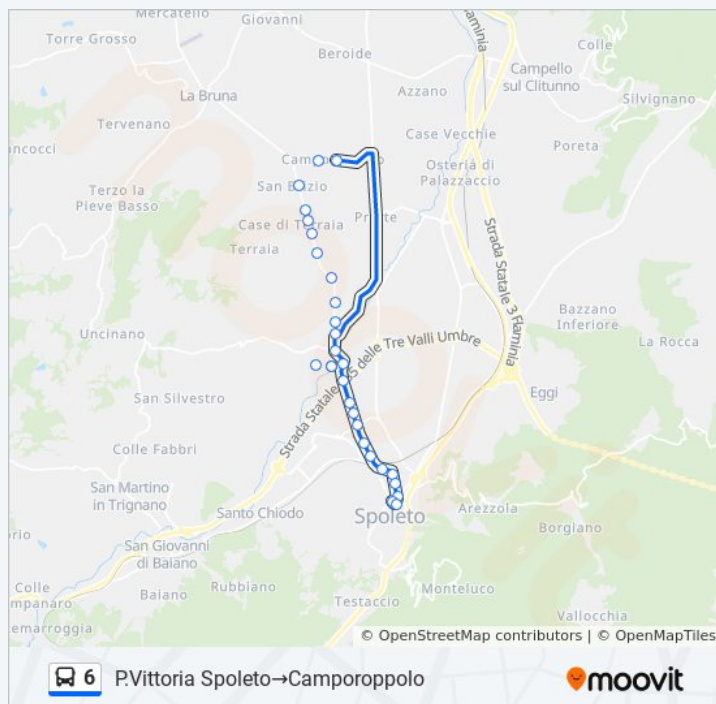 Mercatello
Giovanni
aminia
Colle
Torre Grosso
Beroide
Campello
sul Clitunno
La Bruna
Azzano
Silvignano
Tervenano
Case Vecchie
Poreta
ancocci
Osteria di
Palazzaccio
San Brizio
Terzo la
Pieve Basso
Case di Terraia
Terraia
Strada Statale 3 Flaminia
Bazzano
Inferiore
Uncinano
La Rocca
Strada Statale
5 delle Tre Valli Umbre
San Silvestro
Eggi
Colle Fabbri
San Martino
in Trignano
Santo Chiodo
Spoleto
Arezzola
Borgiano
San Giovanni
di Baiano
Rubbiano
Colle
mpanaro
Baiano
Monteluco
Testaccio
Vallocchia
emarroggia
© OpenStreetMap contributors | © OpenMapTiles
6
P.Vittoria Spoleto→Camporoppolo
moovit